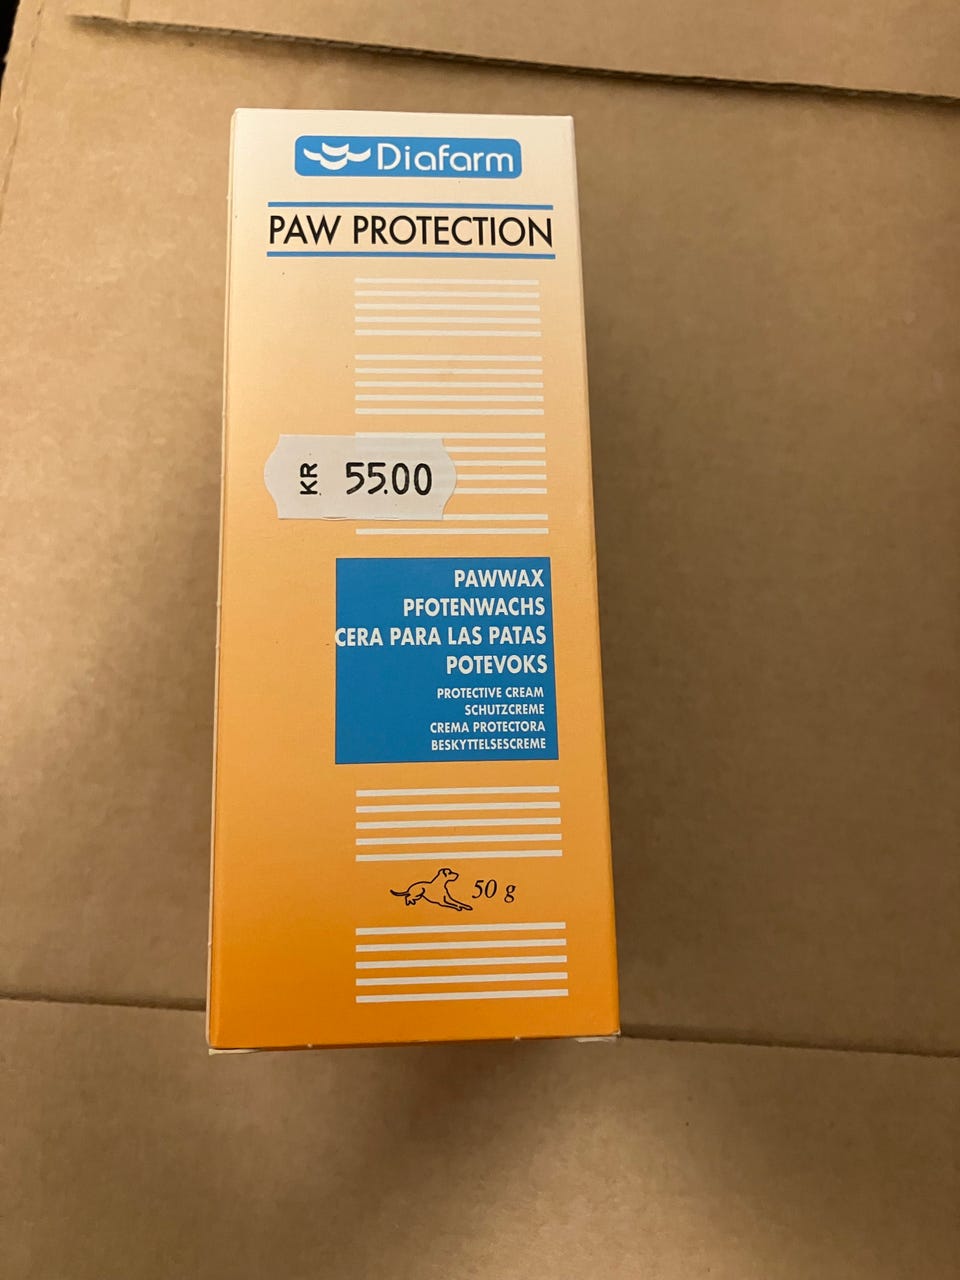 Diafarm
PAW PROTECTION
KR 55.00
PAWWAX
PFOTENWACHS
CERA PARA LAS PATAS
POTEVOKS
PROTECTIVE CREAM
SCHUTZCREME
CREMA PROTECTORA
BESKYTTELSESCREME
50 g